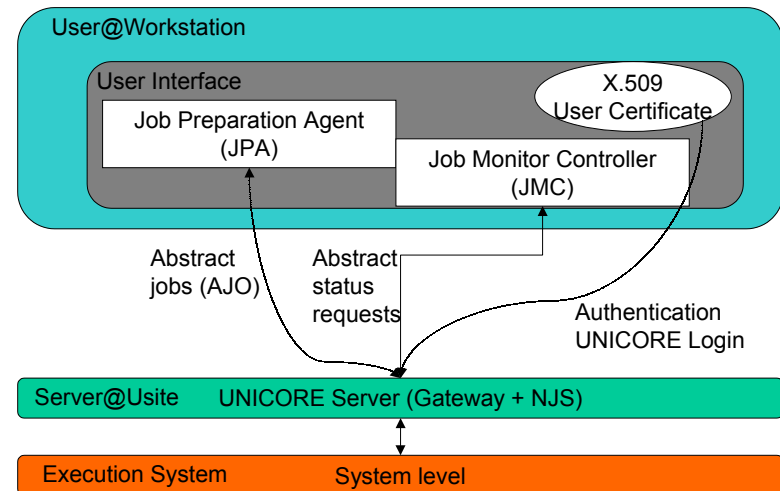 User@Workstation
User Interface
X.509
User Certificate
Job Preparation Agent
(JPA)
Job Monitor Controller
(JMC)
Abstract
jobs (AJO)
Abstract
status
requests
Authentication
UNICORE Login
Server@Usite UNICORE Server (Gateway + NJS)
Execution System System level